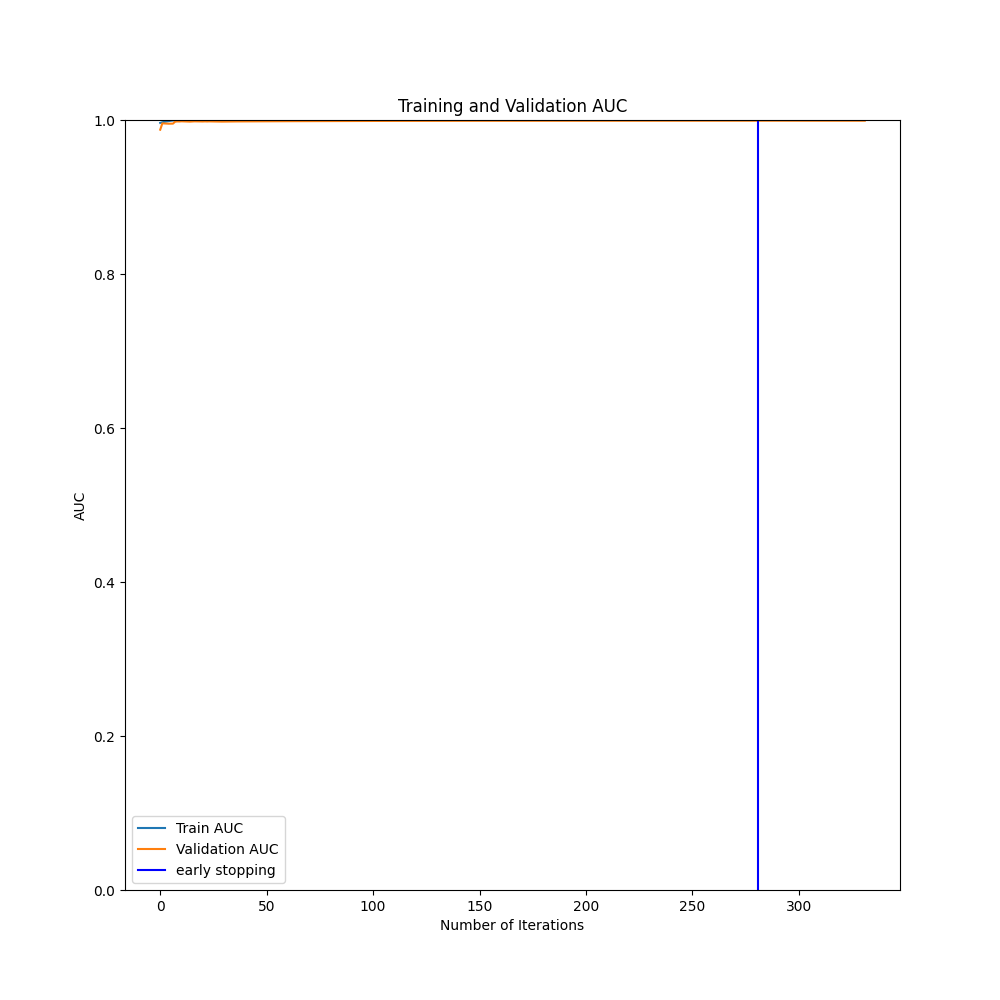 Training and Validation AUC
1.0
0.8
0.6
0.4
0.2
0.0
AUC
Train AUC
Validation AUC
early stopping
0 50 100 150 200 250 300
Number of Iterations